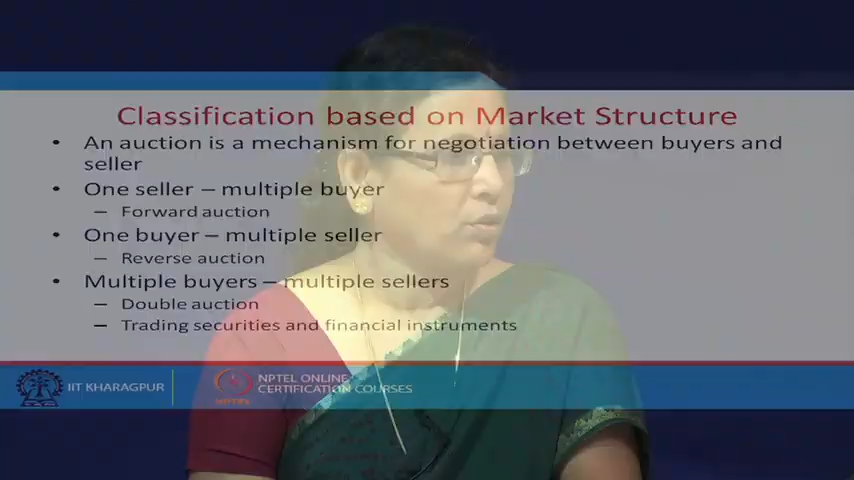 Classification based on Market Structure
• An auction is a mechanism for negotiation between buyers and
seller
• One seller – multiple buyer
– Forward auction
• One buyer – multiple seller
– Reverse auction
• Multiple buyers – multiple sellers
– Double auction
– Trading securities and financial instruments
IIT KHARAGPUR
NPTEL ONLINE
CERTIFICATION COURSES